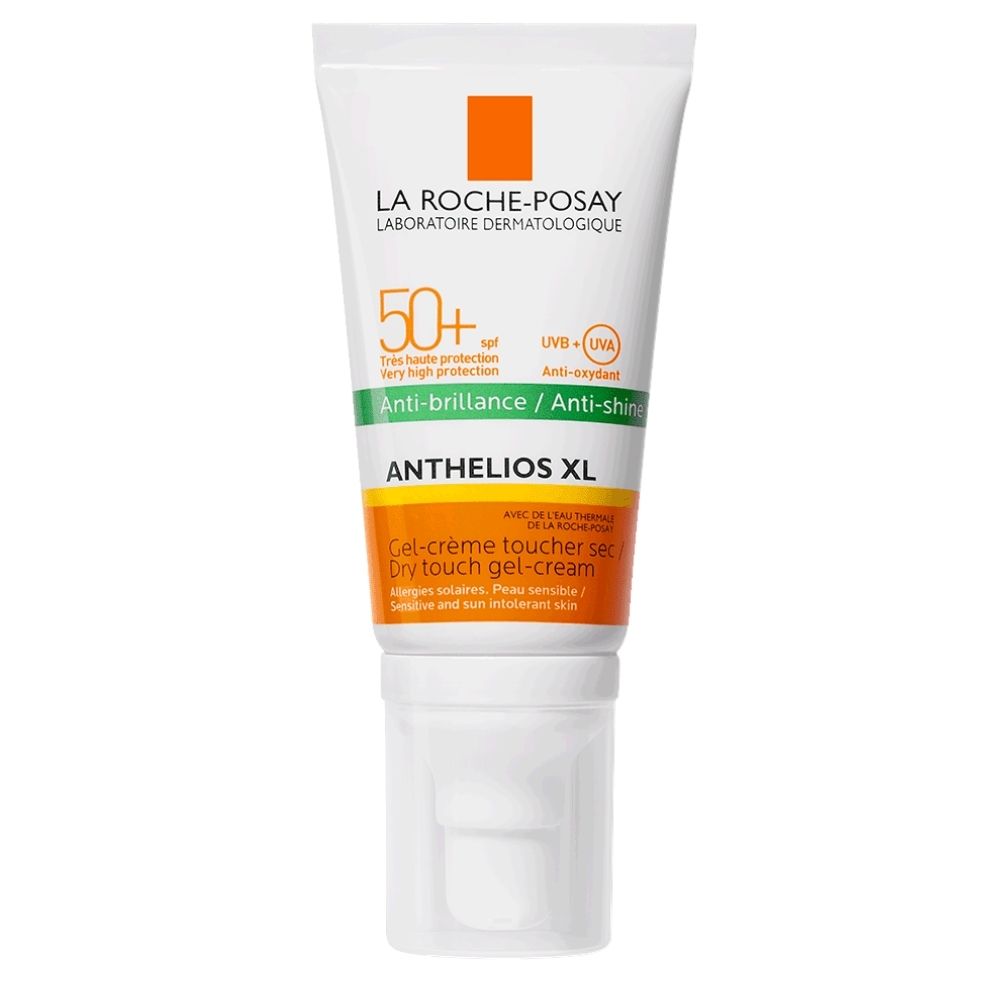 LA ROCHE-POSAY
LABORATOIRE DERMATOLOGIQUE
50+ spf
Très haute protection
Very high protection
UVB + UVA
Anti-oxydant
Anti-brillance / Anti-shine
ANTHELIOS XL
AVEC DE L'EAU THERMALE
DE LA ROCHE-POSAY
Gel-crème toucher sec /
Dry touch gel-cream
Allergies solaires. Peau sensible /
Sensitive and sun intolerant skin